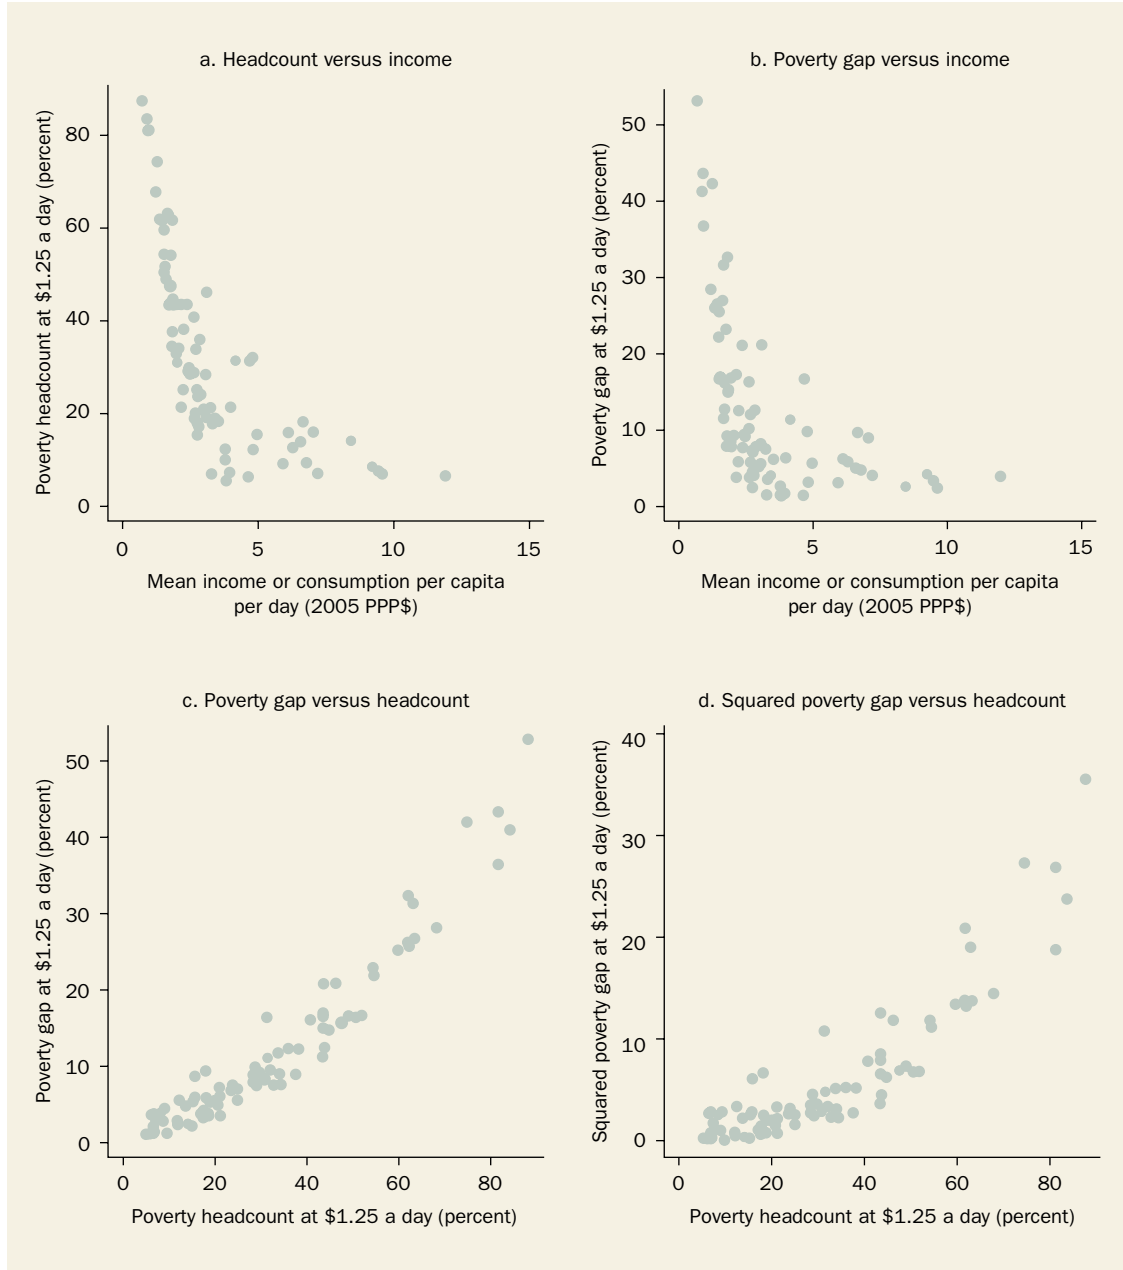 a. Headcount versus income
Poverty headcount at $1.25 a day (percent)
80
60
40
20
0
0 5 10 15
Mean income or consumption per capita
per day (2005 PPP$)
b. Poverty gap versus income
Poverty gap at $1.25 a day (percent)
50
40
30
20
10
0
0 5 10 15
Mean income or consumption per capita
per day (2005 PPP$)
c. Poverty gap versus headcount
Poverty gap at $1.25 a day (percent)
50
40
30
20
10
0
0 20 40 60 80
Poverty headcount at $1.25 a day (percent)
d. Squared poverty gap versus headcount
Squared poverty gap at $1.25 a day (percent)
40
30
20
10
0
0 20 40 60 80
Poverty headcount at $1.25 a day (percent)